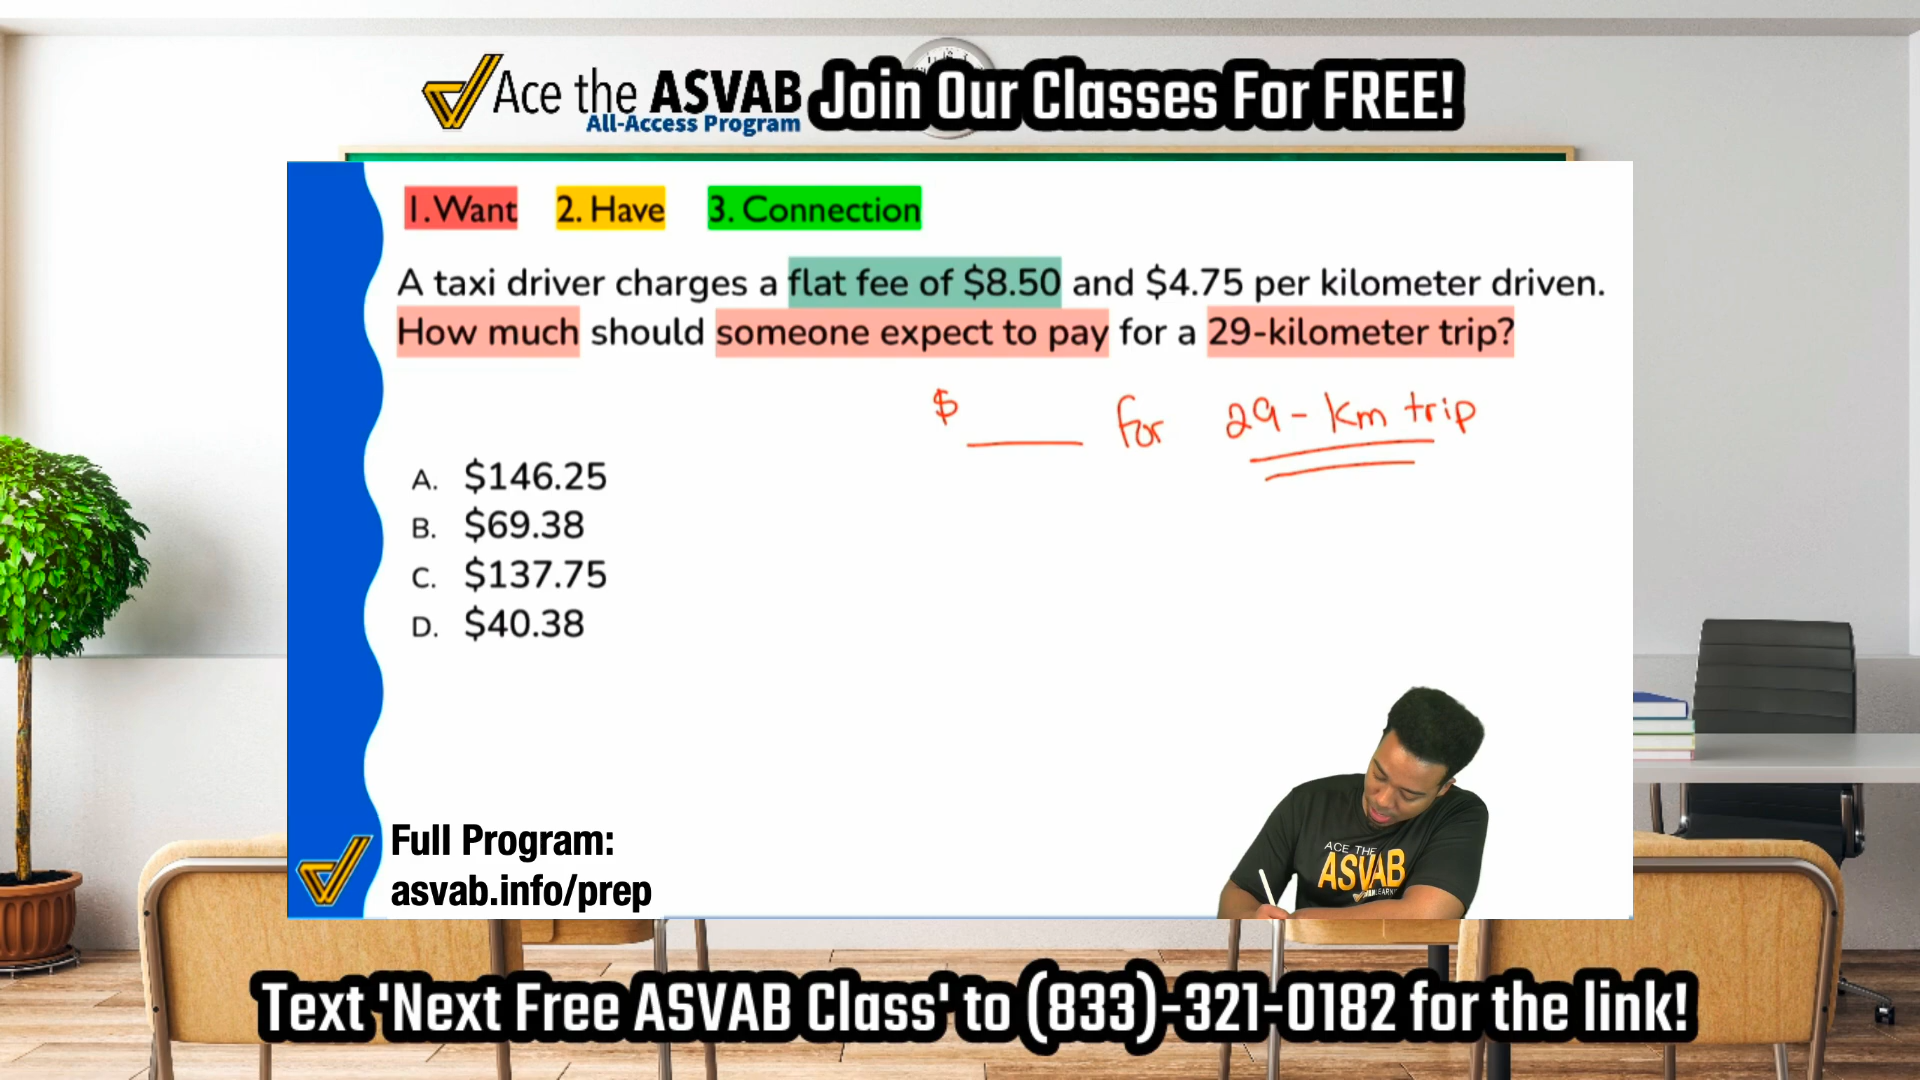 Ace the ASVAB
All-Access Program
Join Our Classes For FREE!
1. Want 2. Have 3. Connection
A taxi driver charges a flat fee of $8.50 and $4.75 per kilometer driven.
How much should someone expect to pay for a 29-kilometer trip?
$ ____ for 29 - km trip
A. $146.25
B. $69.38
C. $137.75
D. $40.38
ACE THE
ASVAB
Full Program:
asvab.info/prep
Text 'Next Free ASVAB Class' to (833)-321-0182 for the link!